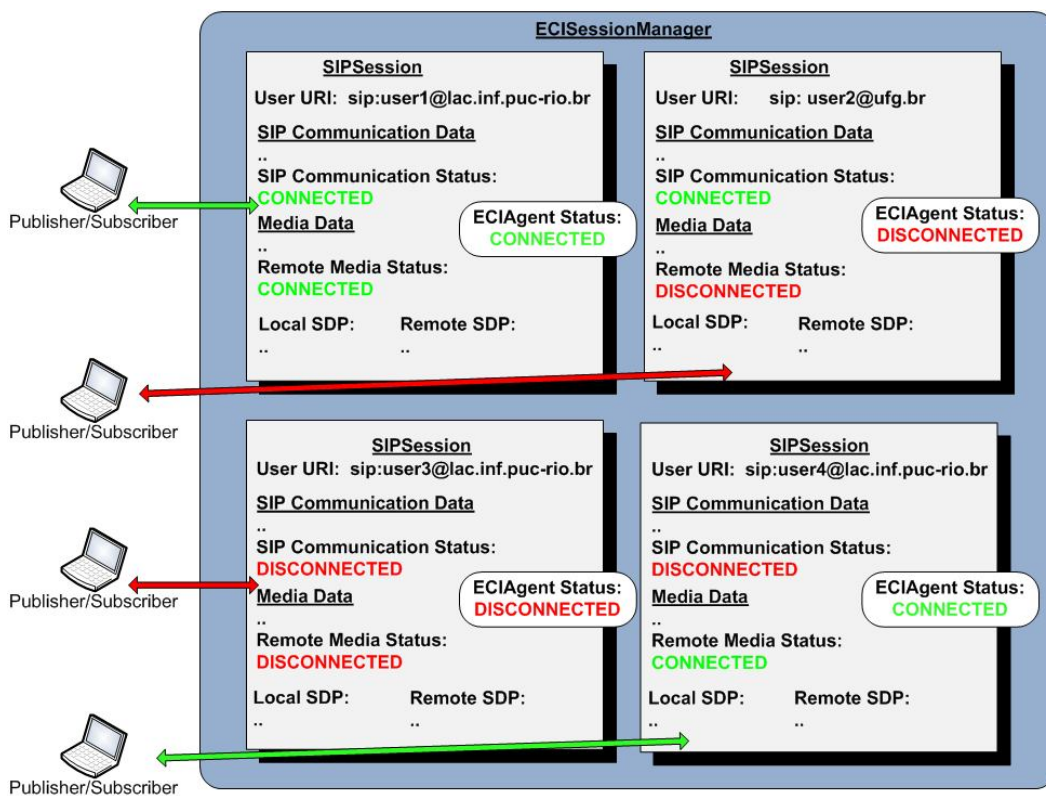 ECISessionManager
SIPSession
User URI: sip:user1@lac.inf.puc-rio.br
SIP Communication Data
..
SIP Communication Status:
CONNECTED
Media Data
..
Remote Media Status:
CONNECTED
Local SDP: Remote SDP:
.. ..
ECIAgent Status:
CONNECTED
SIPSession
User URI: sip: user2@ufg.br
SIP Communication Data
..
SIP Communication Status:
CONNECTED
Media Data
..
Remote Media Status:
DISCONNECTED
Local SDP: Remote SDP:
.. ..
ECIAgent Status:
DISCONNECTED
Publisher/Subscriber
Publisher/Subscriber
SIPSession
User URI: sip:user3@lac.inf.puc-rio.br
SIP Communication Data
..
SIP Communication Status:
DISCONNECTED
Media Data
..
Remote Media Status:
DISCONNECTED
Local SDP: Remote SDP:
.. ..
ECIAgent Status:
DISCONNECTED
SIPSession
User URI: sip:user4@lac.inf.puc-rio.br
SIP Communication Data
..
SIP Communication Status:
DISCONNECTED
Media Data
..
Remote Media Status:
CONNECTED
Local SDP: Remote SDP:
.. ..
ECIAgent Status:
CONNECTED
Publisher/Subscriber
Publisher/Subscriber